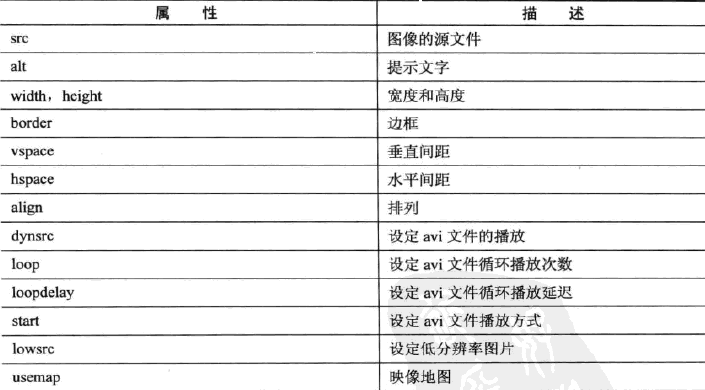 属 性 描 述
src 图像的源文件
alt 提示文字
width，height 宽度和高度
border 边框
vspace 垂直间距
hspace 水平间距
align 排列
dynsrc 设定 avi 文件的播放
loop 设定 avi 文件循环播放次数
loopdelay 设定 avi 文件循环播放延迟
start 设定 avi 文件播放方式
lowsrc 设定低分辨率图片
usemap 映像地图